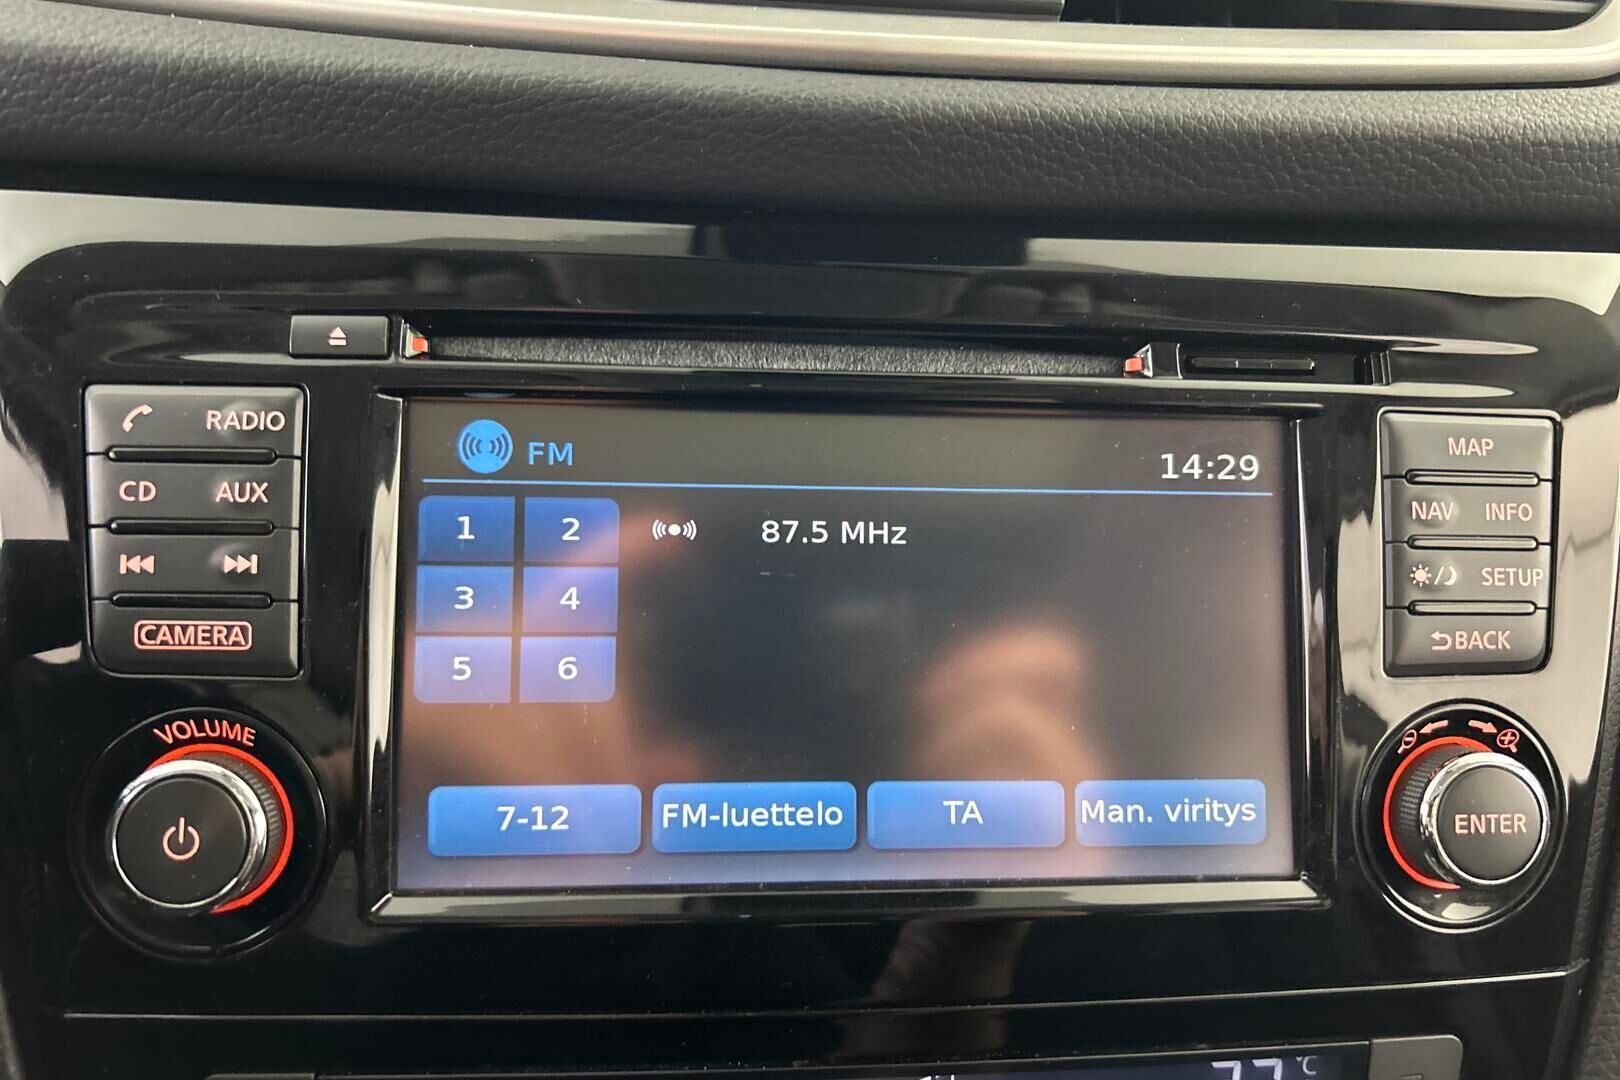 RADIO
CD AUX
CAMERA
VOLUME
FM
14:29
1 2
87.5 MHz
3 4
5 6
7-12
FM-luettelo
TA
Man. viritys
MAP
NAV INFO
SETUP
BACK
ENTER
°C